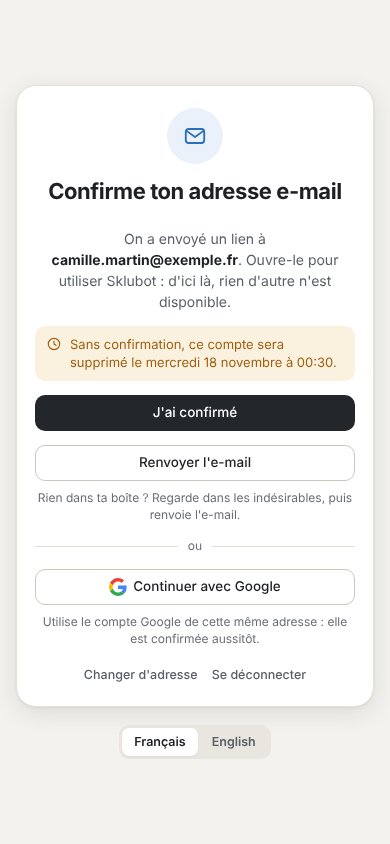 Confirme ton adresse e-mail
On a envoyé un lien à
camille.martin@exemple.fr. Ouvre-le pour
utiliser Sklubot : d'ici là, rien d'autre n'est
disponible.
Sans confirmation, ce compte sera
supprimé le mercredi 18 novembre à 00:30.
J'ai confirmé
Renvoyer l'e-mail
Rien dans ta boîte ? Regarde dans les indésirables, puis
renvoie l'e-mail.
ou
Continuer avec Google
Utilise le compte Google de cette même adresse : elle
est confirmée aussitôt.
Changer d'adresse Se déconnecter
Français English